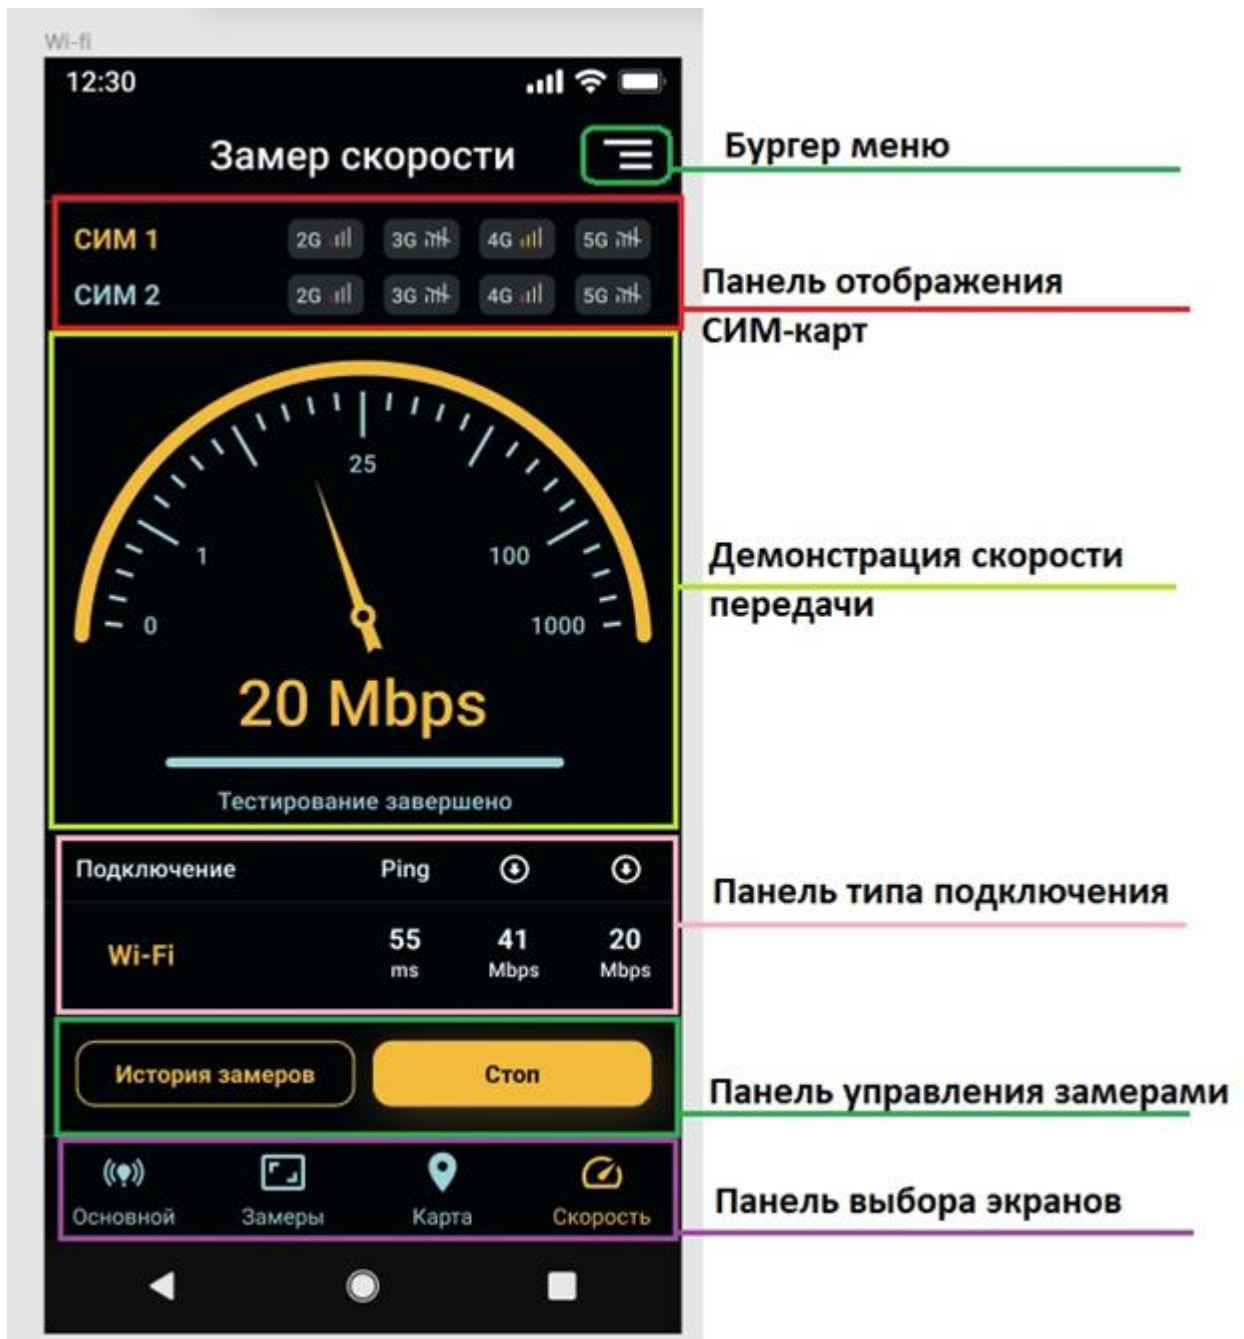 Wi-fi
12:30
Замер скорости
Бургер меню
СИМ 1 2G 3G 4G 5G
СИМ 2 2G 3G 4G 5G
Панель отображения
СИМ-карт
25
1 100
0 1000
Демонстрация скорости
передачи
20 Mbps
Тестирование завершено
Подключение Ping
Wi-Fi 55 41 20
ms Mbps Mbps
Панель типа подключения
История замеров Стоп
Панель управления замерами
Основной Замеры Карта Скорость
Панель выбора экранов